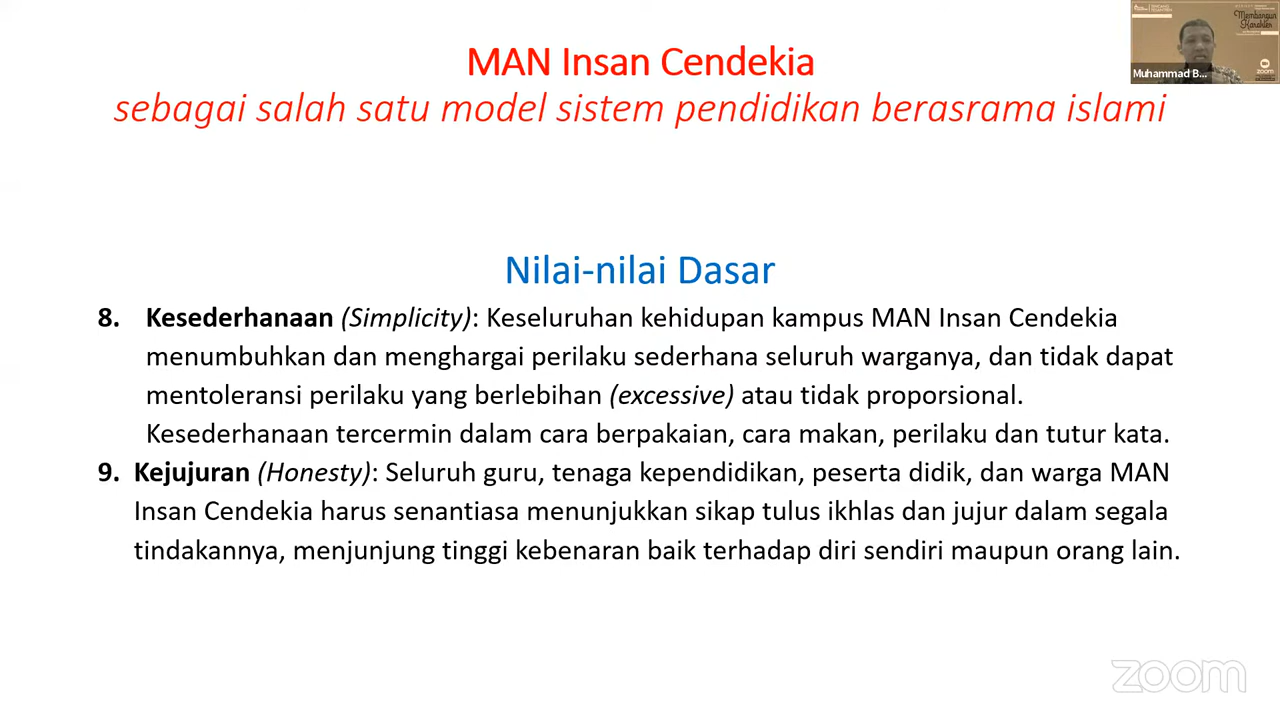 MAN Insan Cendekia
sebagai salah satu model sistem pendidikan berasrama islami
Nilai-nilai Dasar
8. Kesederhanaan (Simplicity): Keseluruhan kehidupan kampus MAN Insan Cendekia
menumbuhkan dan menghargai perilaku sederhana seluruh warganya, dan tidak dapat
mentoleransi perilaku yang berlebihan (excessive) atau tidak proporsional.
Kesederhanaan tercermin dalam cara berpakaian, cara makan, perilaku dan tutur kata.
9. Kejujuran (Honesty): Seluruh guru, tenaga kependidikan, peserta didik, dan warga MAN
Insan Cendekia harus senantiasa menunjukkan sikap tulus ikhlas dan jujur dalam segala
tindakannya, menjunjung tinggi kebenaran baik terhadap diri sendiri maupun orang lain.
Membangun
Karakter
zoom
Muhammad B...
zoom